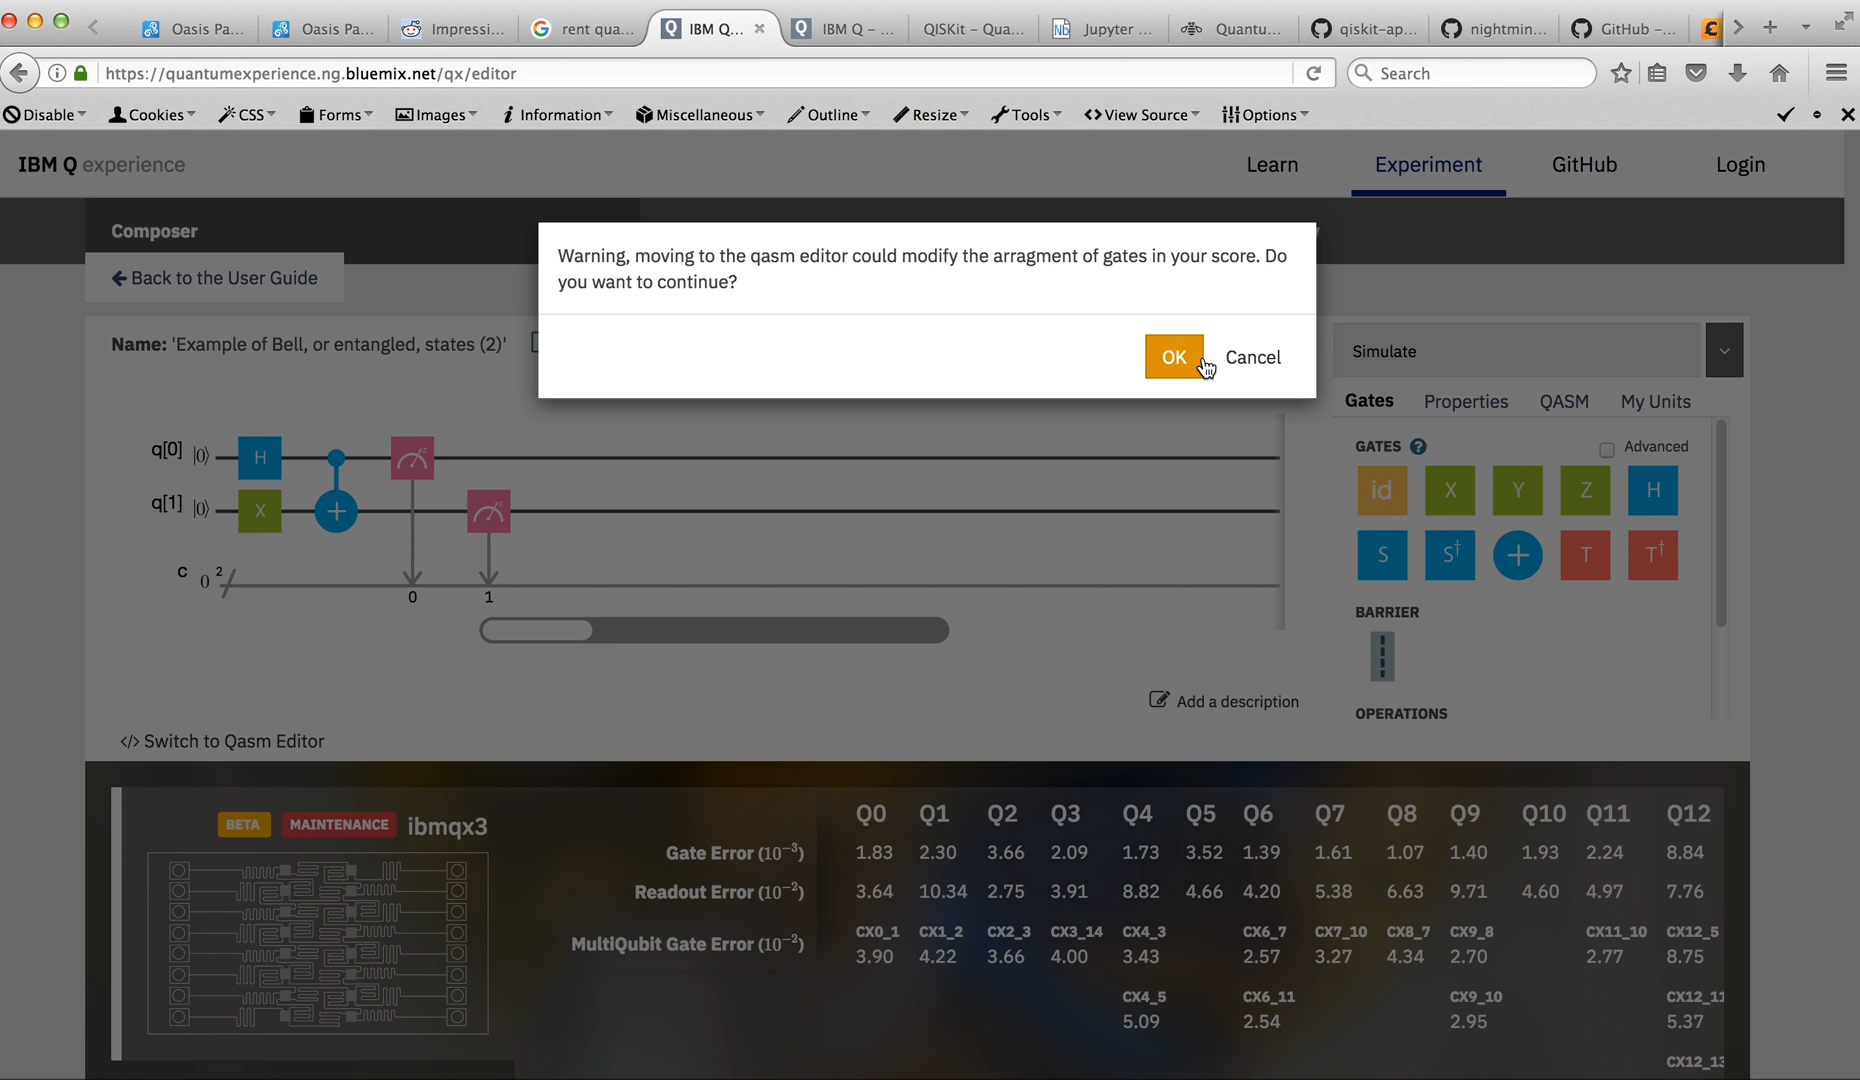 Oasis Pa...
Oasis Pa...
Impressi...
rent qua...
IBM Q...
IBM Q – ...
QISKit – Qua...
Jupyter ...
Quantu...
qiskit-ap...
nightmin...
GitHub – ...
https://quantumexperience.ng.bluemix.net/qx/editor
Search
Disable
Cookies
CSS
Forms
Images
Information
Miscellaneous
Outline
Resize
Tools
View Source
Options
IBM Q experience
Learn
Experiment
GitHub
Login
Composer
Back to the User Guide
Warning, moving to the qasm editor could modify the arragment of gates in your score. Do
you want to continue?
OK
Cancel
Name: 'Example of Bell, or entangled, states (2)'
Simulate
Gates Properties QASM My Units
GATES ? Advanced
id X Y Z H
S S† + T T†
BARRIER
OPERATIONS
q[0] |0⟩ H
q[1] |0⟩ X +
c 0 2
0 1
Add a description
</> Switch to Qasm Editor
BETA MAINTENANCE ibmqx3
Q0 Q1 Q2 Q3 Q4 Q5 Q6 Q7 Q8 Q9 Q10 Q11 Q12
Gate Error (10⁻³) 1.83 2.30 3.66 2.09 1.73 3.52 1.39 1.61 1.07 1.40 1.93 2.24 8.84
Readout Error (10⁻²) 3.64 10.34 2.75 3.91 8.82 4.66 4.20 5.38 6.63 9.71 4.60 4.97 7.76
CX0_1 CX1_2 CX2_3 CX3_14 CX4_3 CX6_7 CX7_10 CX8_7 CX9_8 CX11_10 CX12_5
MultiQubit Gate Error (10⁻²) 3.90 4.22 3.66 4.00 3.43 2.57 3.27 4.34 2.70 2.77 8.75
CX4_5 CX6_11 CX9_10 CX12_11
5.09 2.54 2.95 5.37
CX12_13